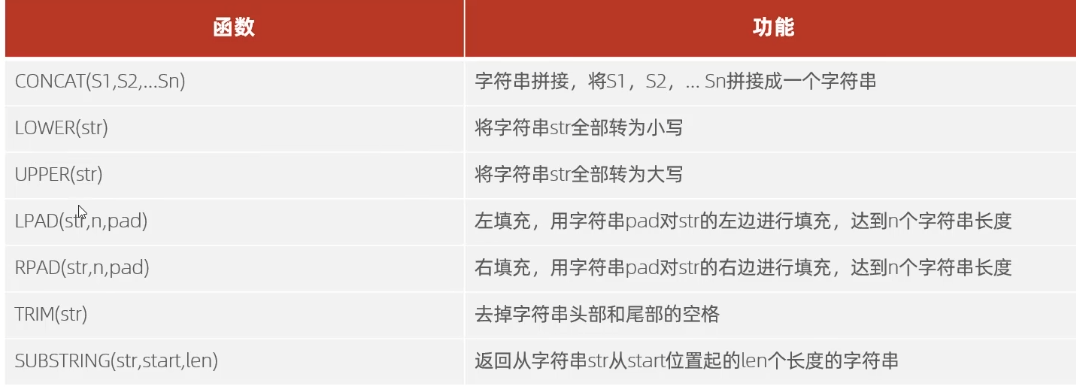 函数 功能
CONCAT(S1,S2,...Sn) 字符串拼接，将S1，S2，... Sn拼接成一个字符串
LOWER(str) 将字符串str全部转为小写
UPPER(str) 将字符串str全部转为大写
LPAD(str,n,pad) 左填充，用字符串pad对str的左边进行填充，达到n个字符串长度
RPAD(str,n,pad) 右填充，用字符串pad对str的右边进行填充，达到n个字符串长度
TRIM(str) 去掉字符串头部和尾部的空格
SUBSTRING(str,start,len) 返回从字符串str从start位置起的len个长度的字符串